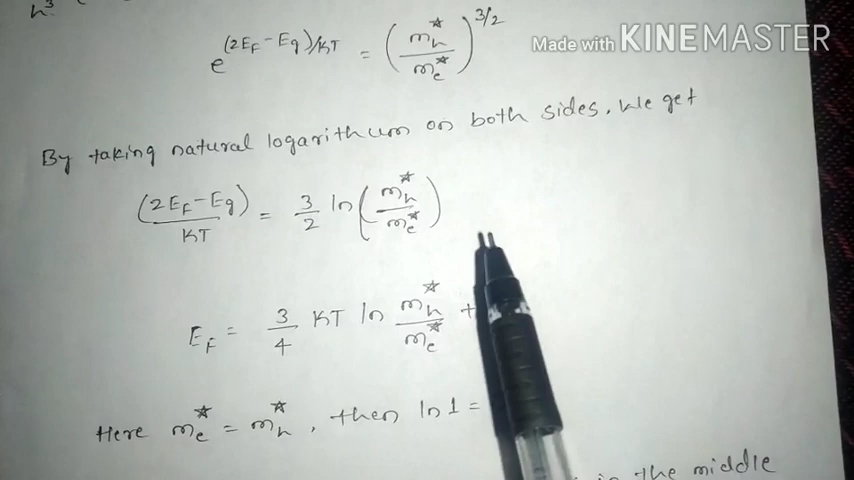 h³
e^((2E_F - Eg)/KT) = (m_h*/m_e*)^(3/2)
Made with KINEMASTER
By taking natural logarithum on both sides, we get
(2E_F - Eg)/KT = 3/2 ln(m_h*/m_e*)
E_F = 3/4 KT ln m_h*/m_e* +
Here m_e* = m_h*, then ln 1 =
in the middle